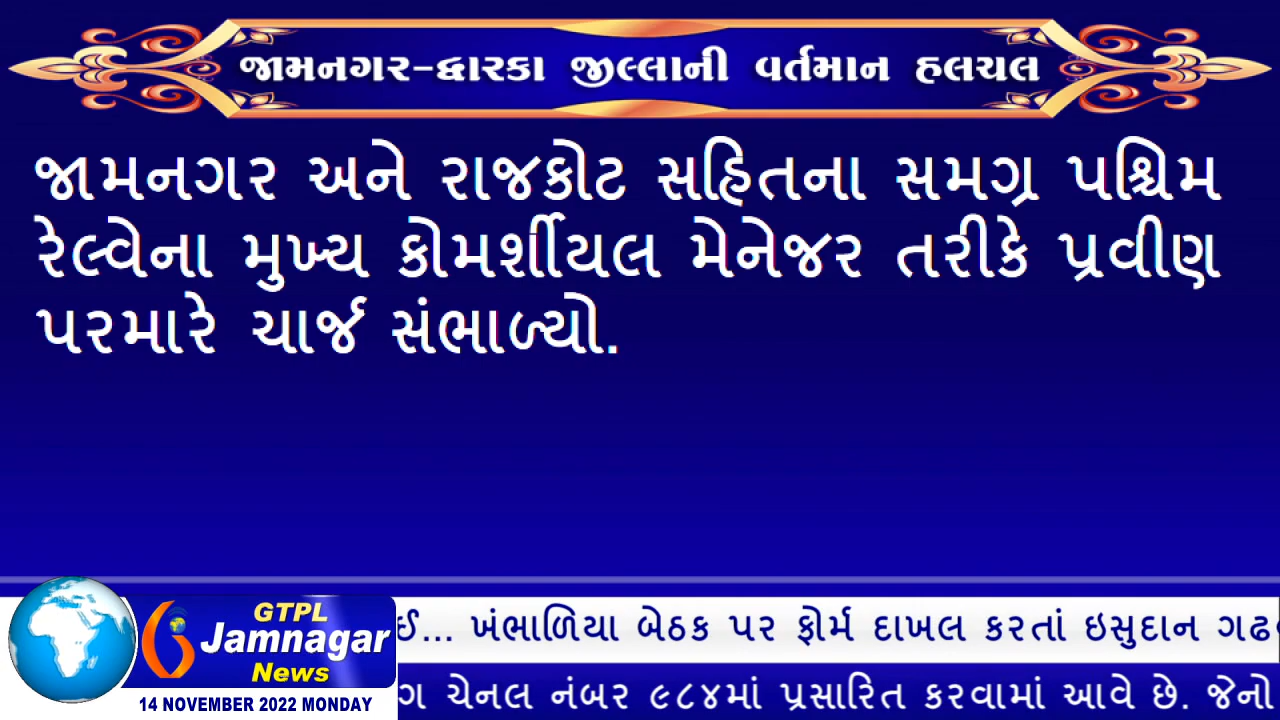 જામનગર-દ્વારકા જીલ્લાની વર્તમાન હલચલ
જામનગર અને રાજકોટ સહિતના સમગ્ર પશ્ચિમ
રેલ્વેના મુખ્ય કોમર્શીયલ મેનેજર તરીકે પ્રવીણ
પરમારે ચાર્જ સંભાળ્યો.
GTPL
Jamnagar
News
14 NOVEMBER 2022 MONDAY
ઈ... ખંભાળિયા બેઠક પર ફોર્મ દાખલ કરતાં ઇસુદાન
ચેનલ નંબર ૯૮૪માં પ્રસારિત કરવામાં આવે છે. જેનો